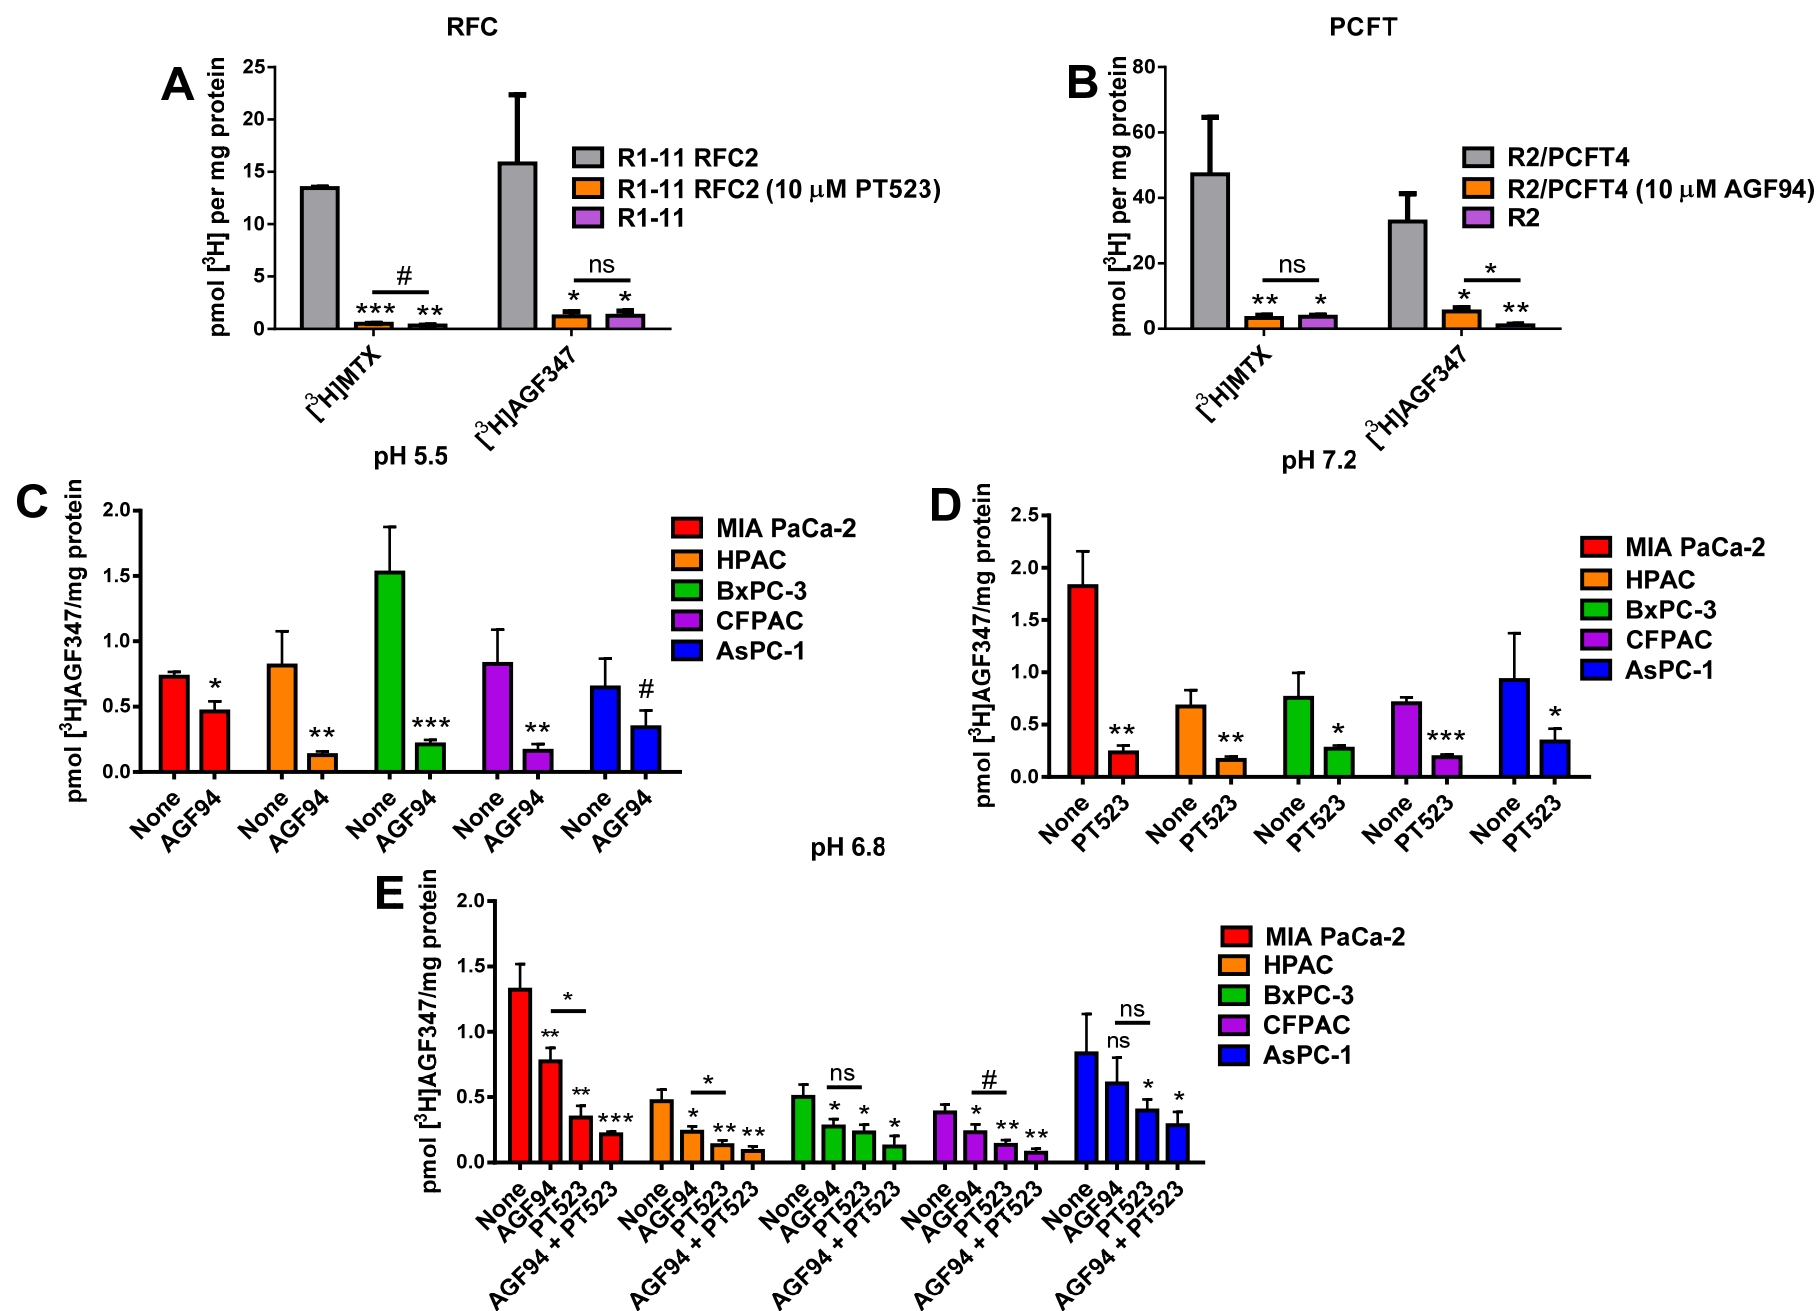 RFC
A
pmol [³H] per mg protein
25
20
15
10
5
0
R1-11 RFC2
R1-11 RFC2 (10 μM PT523)
R1-11
#
*** **
ns
* *
[³H]MTX
[³H]AGF347
PCFT
B
pmol [³H] per mg protein
80
60
40
20
0
R2/PCFT4
R2/PCFT4 (10 μM AGF94)
R2
ns
** *
*
* **
[³H]MTX
[³H]AGF347
pH 5.5
C
pmol [³H]AGF347/mg protein
2.0
1.5
1.0
0.5
0.0
* ** *** ** #
MIA PaCa-2
HPAC
BxPC-3
CFPAC
AsPC-1
None AGF94 None AGF94 None AGF94 None AGF94 None AGF94
pH 7.2
D
pmol [³H]AGF347/mg protein
2.5
2.0
1.5
1.0
0.5
0.0
** ** * *** *
MIA PaCa-2
HPAC
BxPC-3
CFPAC
AsPC-1
None PT523 None PT523 None PT523 None PT523 None PT523
pH 6.8
E
pmol [³H]AGF347/mg protein
2.0
1.5
1.0
0.5
0.0
* * ns # ns
** ** *** * ** ** * * * * ** ** ns * *
MIA PaCa-2
HPAC
BxPC-3
CFPAC
AsPC-1
None AGF94 PT523 AGF94 + PT523 None AGF94 PT523 AGF94 + PT523 None AGF94 PT523 AGF94 + PT523 None AGF94 PT523 AGF94 + PT523 None AGF94 PT523 AGF94 + PT523